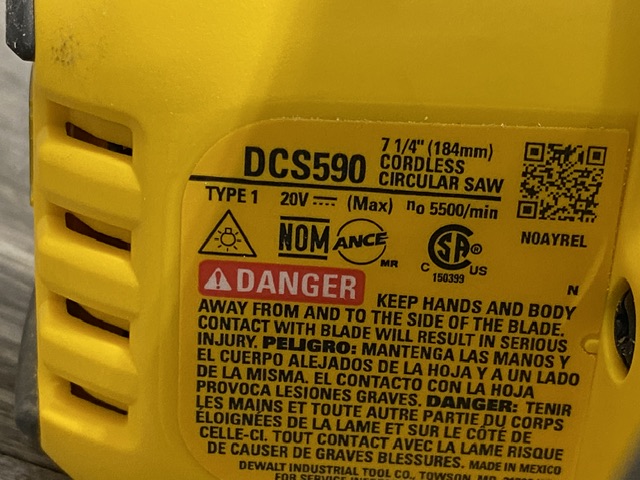 DCS590 7 1/4" (184mm)
CORDLESS
CIRCULAR SAW
TYPE 1 20V (Max) n₀ 5500/min
NOM ANCE MR
CSA ® C US
150399
NOAYREL
N
DANGER KEEP HANDS AND BODY
AWAY FROM AND TO THE SIDE OF THE BLADE.
CONTACT WITH BLADE WILL RESULT IN SERIOUS
INJURY. PELIGRO: MANTENGA LAS MANOS Y
EL CUERPO ALEJADOS DE LA HOJA Y A UN LADO
DE LA MISMA. EL CONTACTO CON LA HOJA
PROVOCA LESIONES GRAVES. DANGER: TENIR
LES MAINS ET TOUTE AUTRE PARTIE DU CORPS
ÉLOIGNÉES DE LA LAME ET SUR LE CÔTÉ DE
CELLE-CI. TOUT CONTACT AVEC LA LAME RISQUE
DE CAUSER DE GRAVES BLESSURES. MADE IN MEXICO
DEWALT INDUSTRIAL TOOL CO., TOWSON, MD
FOR SERVICE